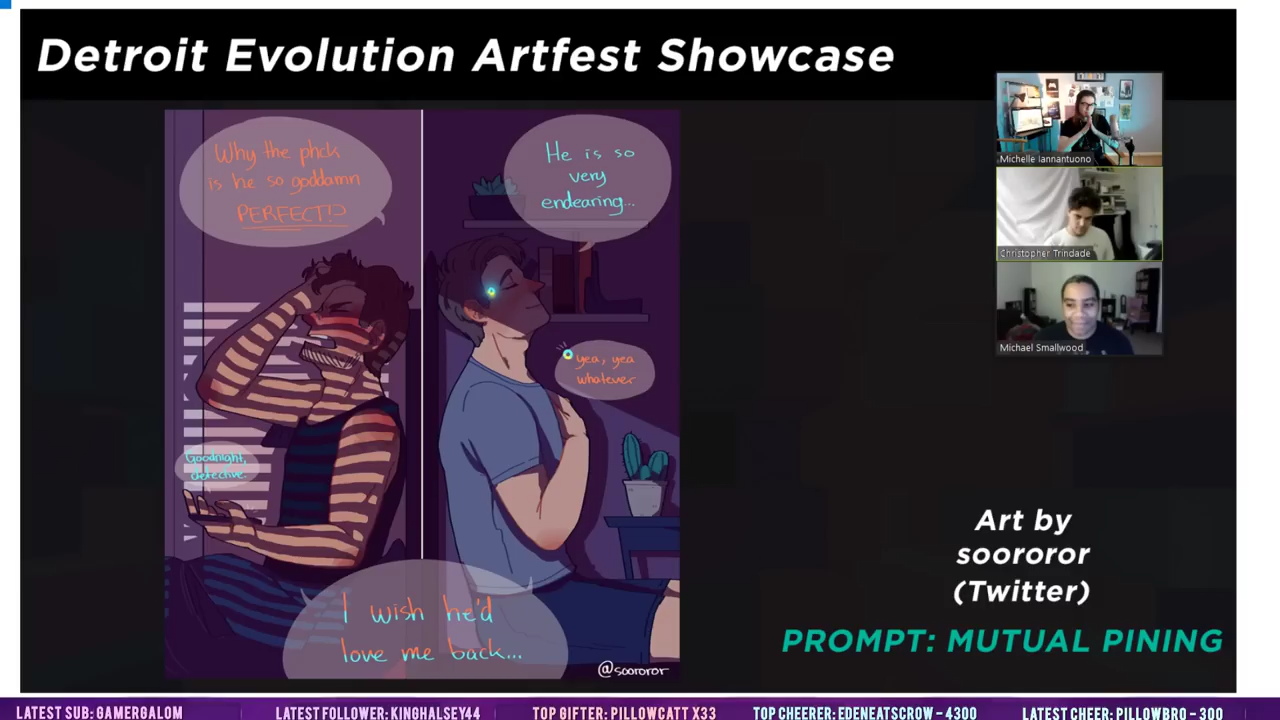 Detroit Evolution Artfest Showcase
Why the phck
is he so goddamn
PERFECT!?
He is so
very
endearing...
yea, yea
whatever
Goodnight,
detective.
I wish he'd
love me back...
@soororor
Michelle Iannantuono
Christopher Trindade
Michael Smallwood
Art by
soororor
(Twitter)
PROMPT: MUTUAL PINING
LATEST SUB: GAMERGALOM
LATEST FOLLOWER: KINGHALSEY44
TOP GIFTER: PILLOWCATT X33
TOP CHEERER: EDENEATSCROW - 4300
LATEST CHEER: PILLOWBRO - 300